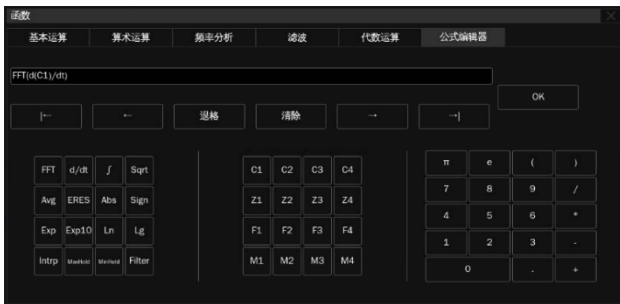 函数
基本运算 算术运算 频率分析 滤波 代数运算 公式编辑器
FFT(d(C1)/dt)
OK
|← ← 退格 清除 → →|
FFT d/dt ∫ Sqrt C1 C2 C3 C4 π e ( )
Avg ERES Abs Sign Z1 Z2 Z3 Z4 7 8 9 /
Exp Exp10 Ln Lg F1 F2 F3 F4 4 5 6 *
Intrp MaxHold MinHold Filter M1 M2 M3 M4 1 2 3 -
0 . +